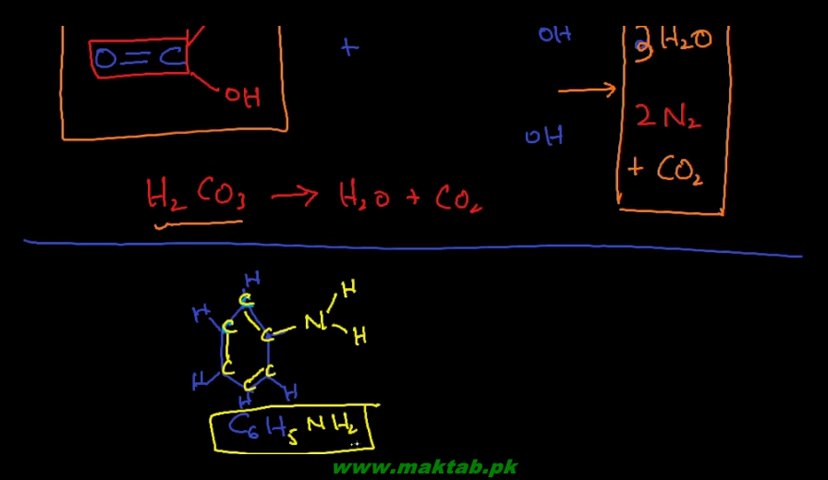 O=C
OH
+
OH
OH
→
3H₂O
2N₂
+ CO₂
H₂CO₃ → H₂O + CO₂
H
H
H
H
H
H
C
C
C
C
C
C
N
H
C₆H₅NH₂
www.maktab.pk